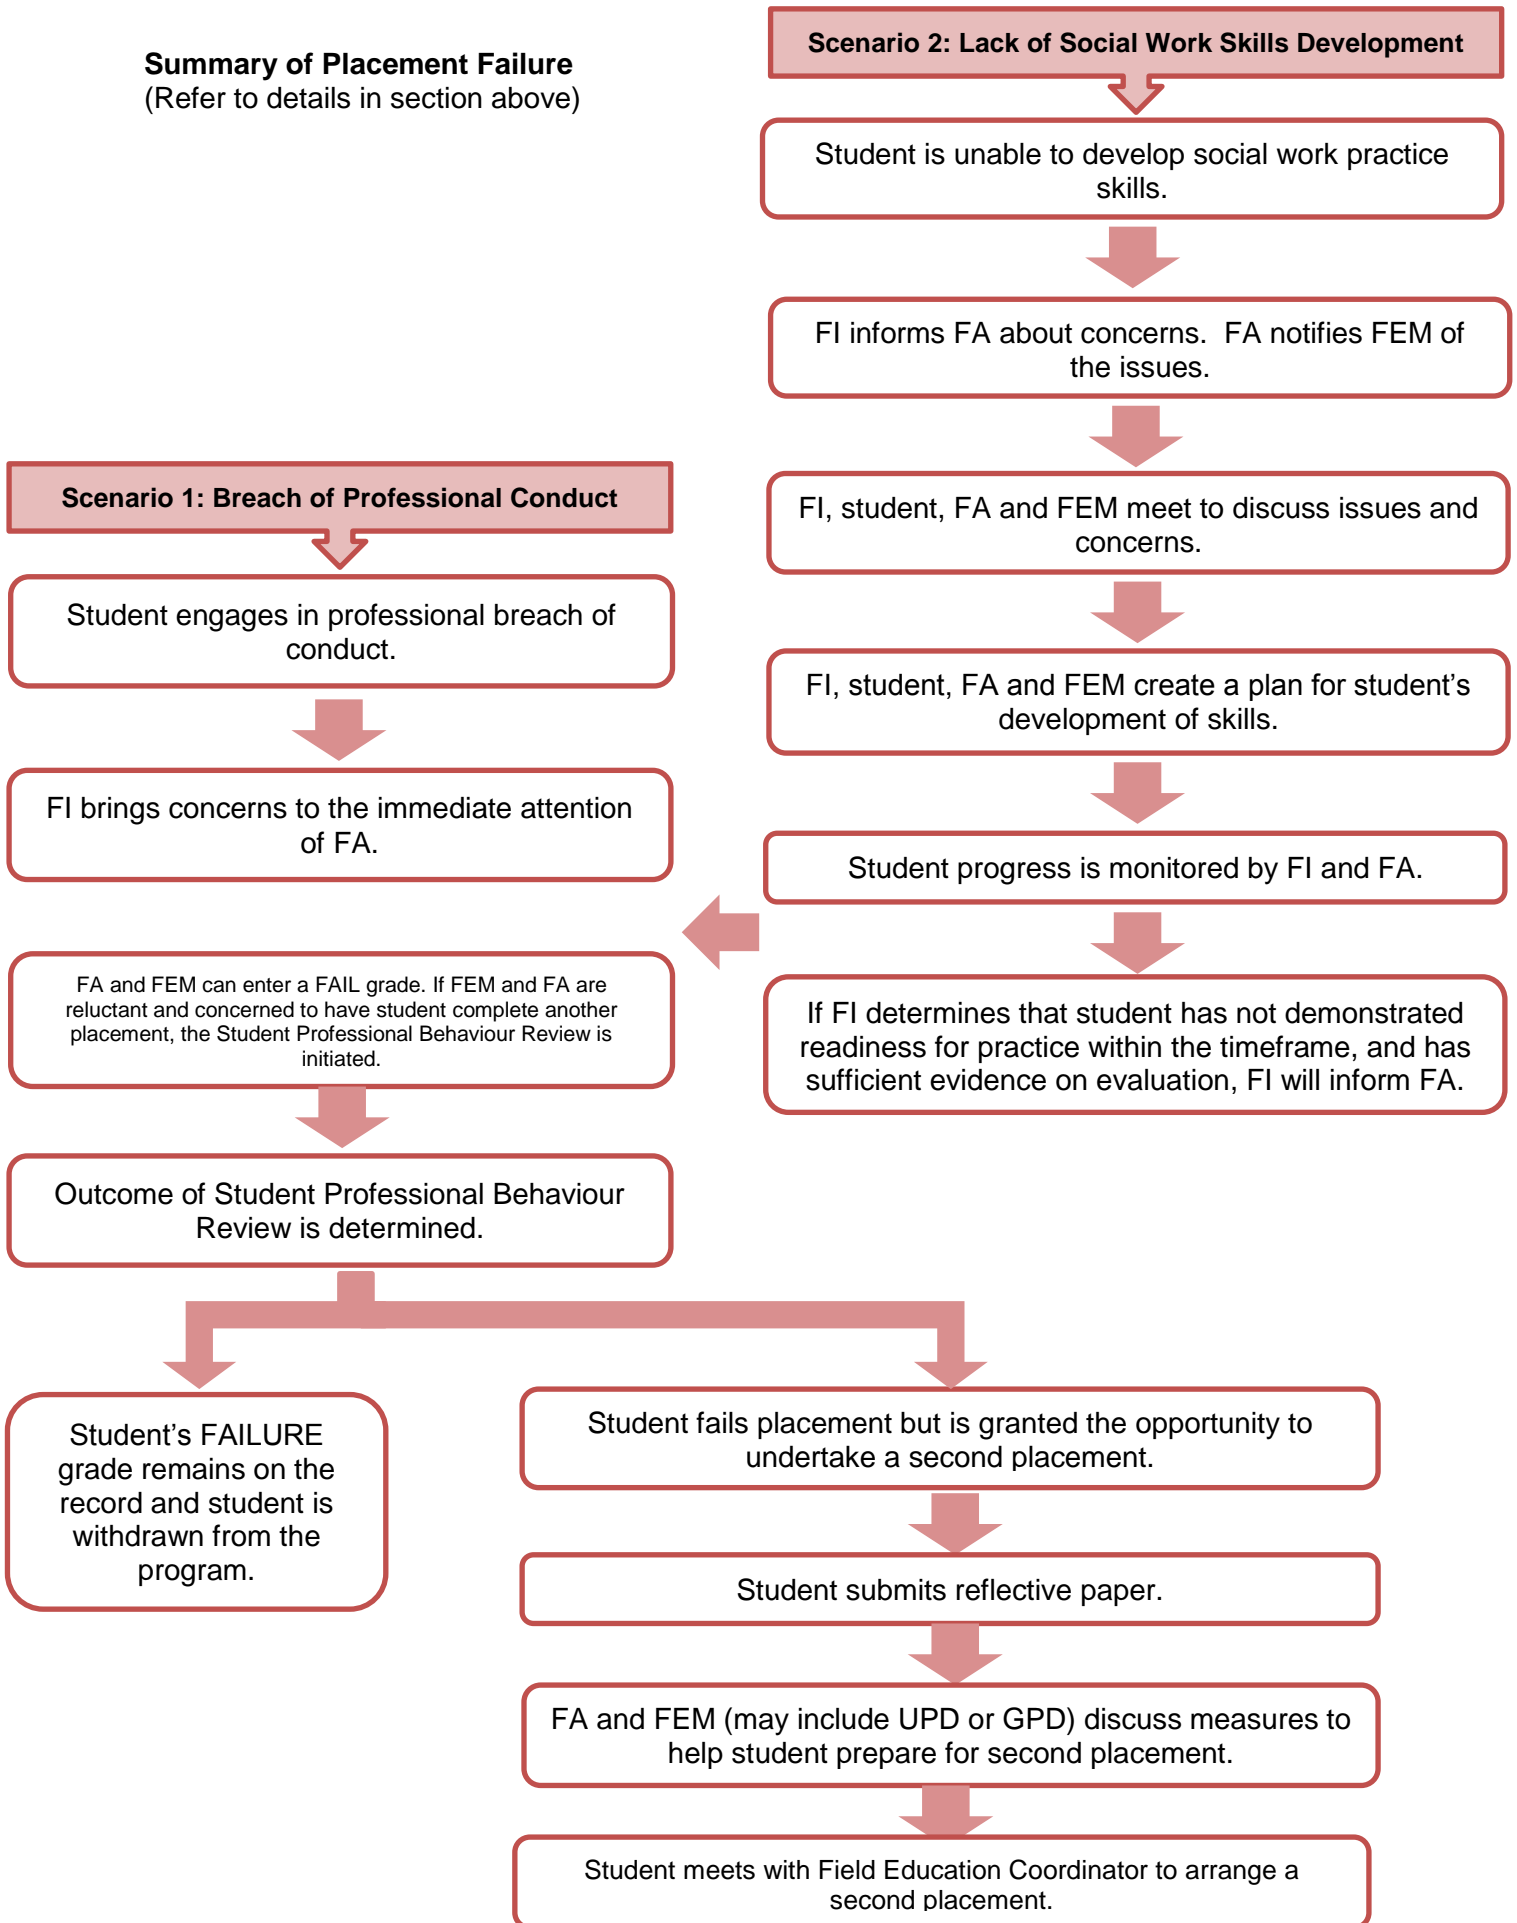 Summary of Placement Failure
(Refer to details in section above)
Scenario 2: Lack of Social Work Skills Development
Student is unable to develop social work practice
skills.
FI informs FA about concerns.  FA notifies FEM of
the issues.
FI, student, FA and FEM meet to discuss issues and
concerns.
FI, student, FA and FEM create a plan for student’s
development of skills.
Student progress is monitored by FI and FA.
If FI determines that student has not demonstrated
readiness for practice within the timeframe, and has
sufficient evidence on evaluation, FI will inform FA.
Scenario 1: Breach of Professional Conduct
Student engages in professional breach of
conduct.
FI brings concerns to the immediate attention
of FA.
FA and FEM can enter a FAIL grade. If FEM and FA are
reluctant and concerned to have student complete another
placement, the Student Professional Behaviour Review is
initiated.
Outcome of Student Professional Behaviour
Review is determined.
Student’s FAILURE
grade remains on the
record and student is
withdrawn from the
program.
Student fails placement but is granted the opportunity to
undertake a second placement.
Student submits reflective paper.
FA and FEM (may include UPD or GPD) discuss measures to
help student prepare for second placement.
Student meets with Field Education Coordinator to arrange a
second placement.